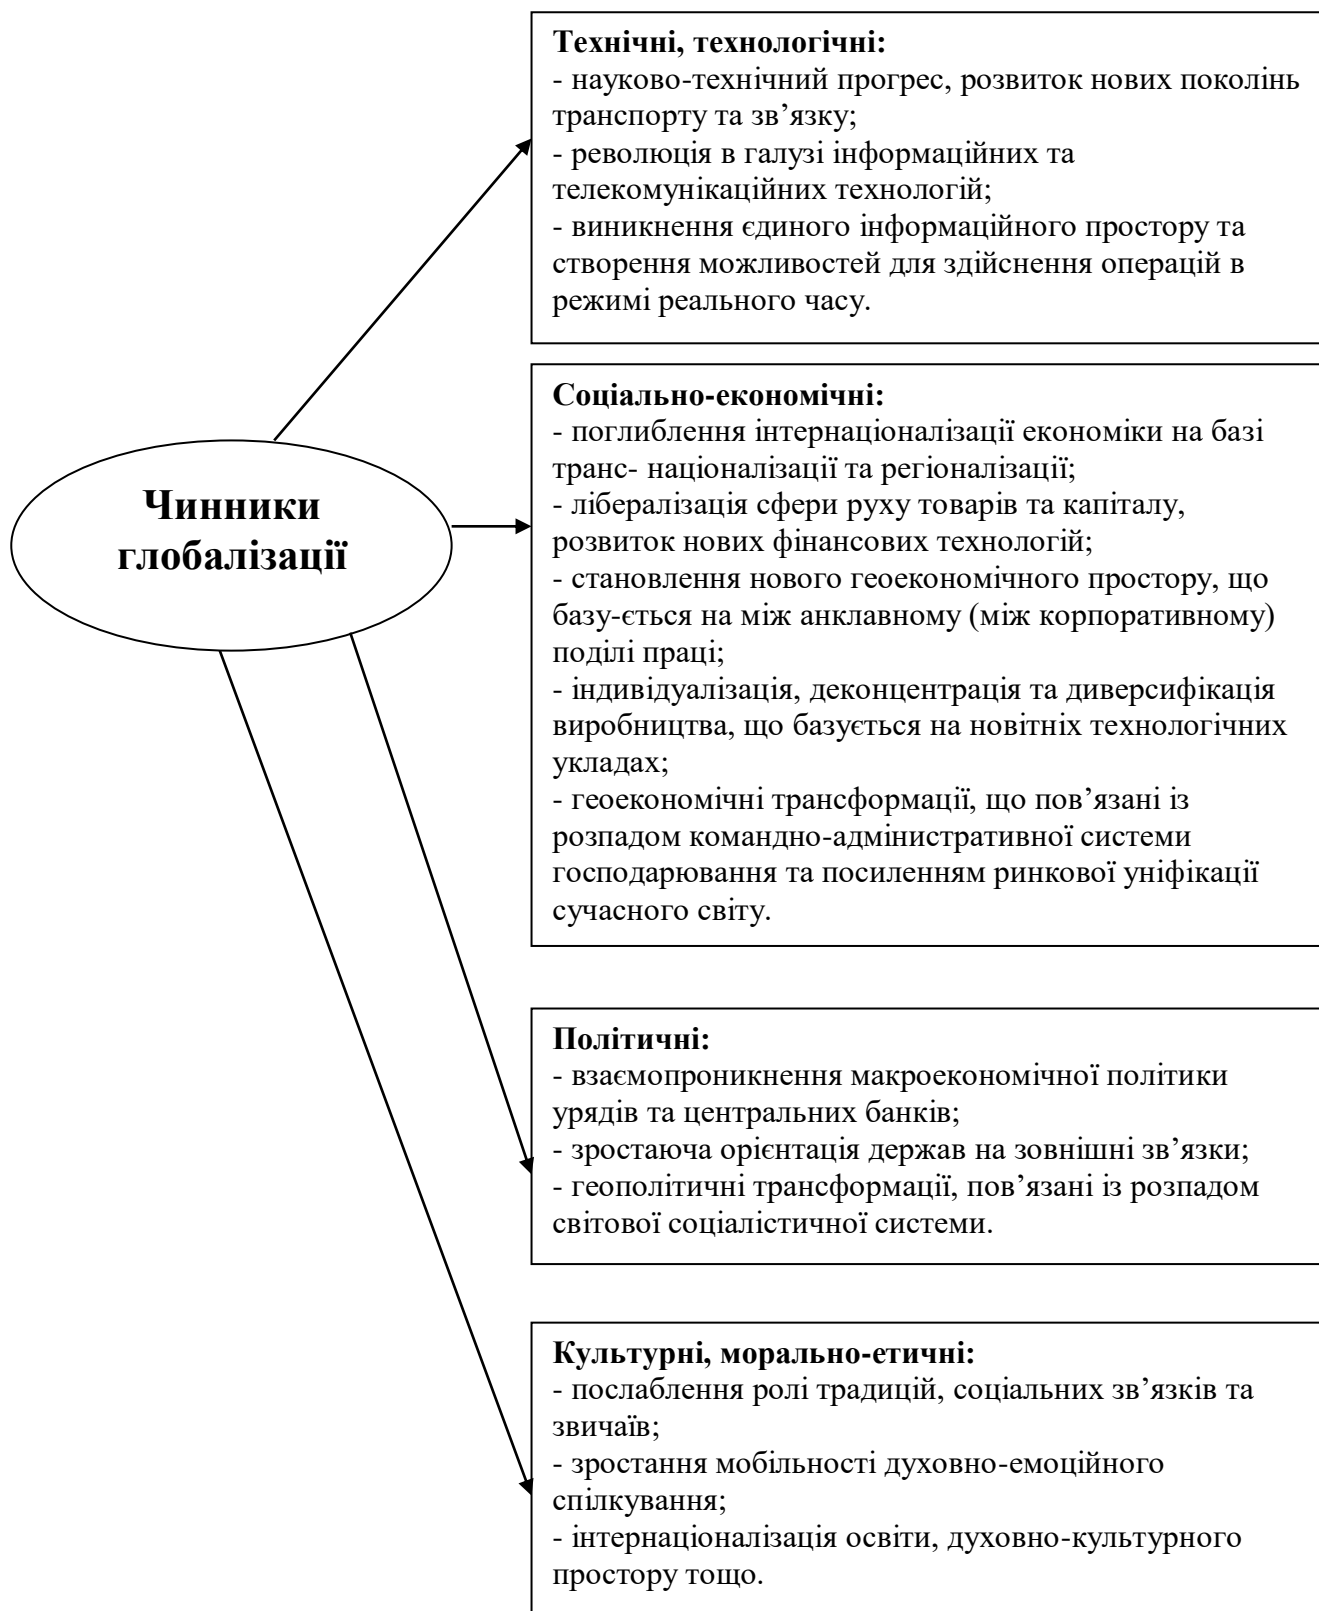 Технічні, технологічні:
- науково-технічний прогрес, розвиток нових поколінь
транспорту та зв’язку;
- революція в галузі інформаційних та
телекомунікаційних технологій;
- виникнення єдиного інформаційного простору та
створення можливостей для здійснення операцій в
режимі реального часу.
Соціально-економічні:
- поглиблення інтернаціоналізації економіки на базі
транс- націоналізації та регіоналізації;
- лібералізація сфери руху товарів та капіталу,
розвиток нових фінансових технологій;
- становлення нового геоекономічного простору, що
базу-ється на між анклавному (між корпоративному)
поділі праці;
- індивідуалізація, деконцентрація та диверсифікація
виробництва, що базується на новітніх технологічних
укладах;
- геоекономічні трансформації, що пов’язані із
розпадом командно-адміністративної системи
господарювання та посиленням ринкової уніфікації
сучасного світу.
Чинники
глобалізації
Політичні:
- взаємопроникнення макроекономічної політики
урядів та центральних банків;
- зростаюча орієнтація держав на зовнішні зв’язки;
- геополітичні трансформації, пов’язані із розпадом
світової соціалістичної системи.
Культурні, морально-етичні:
- послаблення ролі традицій, соціальних зв’язків та
звичаїв;
- зростання мобільності духовно-емоційного
спілкування;
- інтернаціоналізація освіти, духовно-культурного
простору тощо.